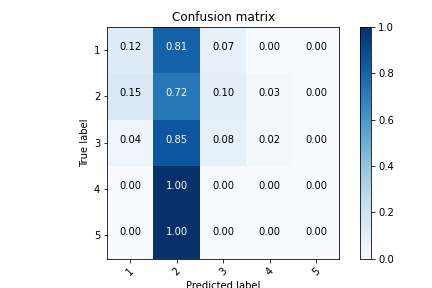 Confusion matrix
1.0
1 0.12 0.81 0.07 0.00 0.00
0.8
2 0.15 0.72 0.10 0.03 0.00
0.6
True label
3 0.04 0.85 0.08 0.02 0.00
0.4
4 0.00 1.00 0.00 0.00 0.00
0.2
5 0.00 1.00 0.00 0.00 0.00
0.0
1 2 3 4 5
Predicted label